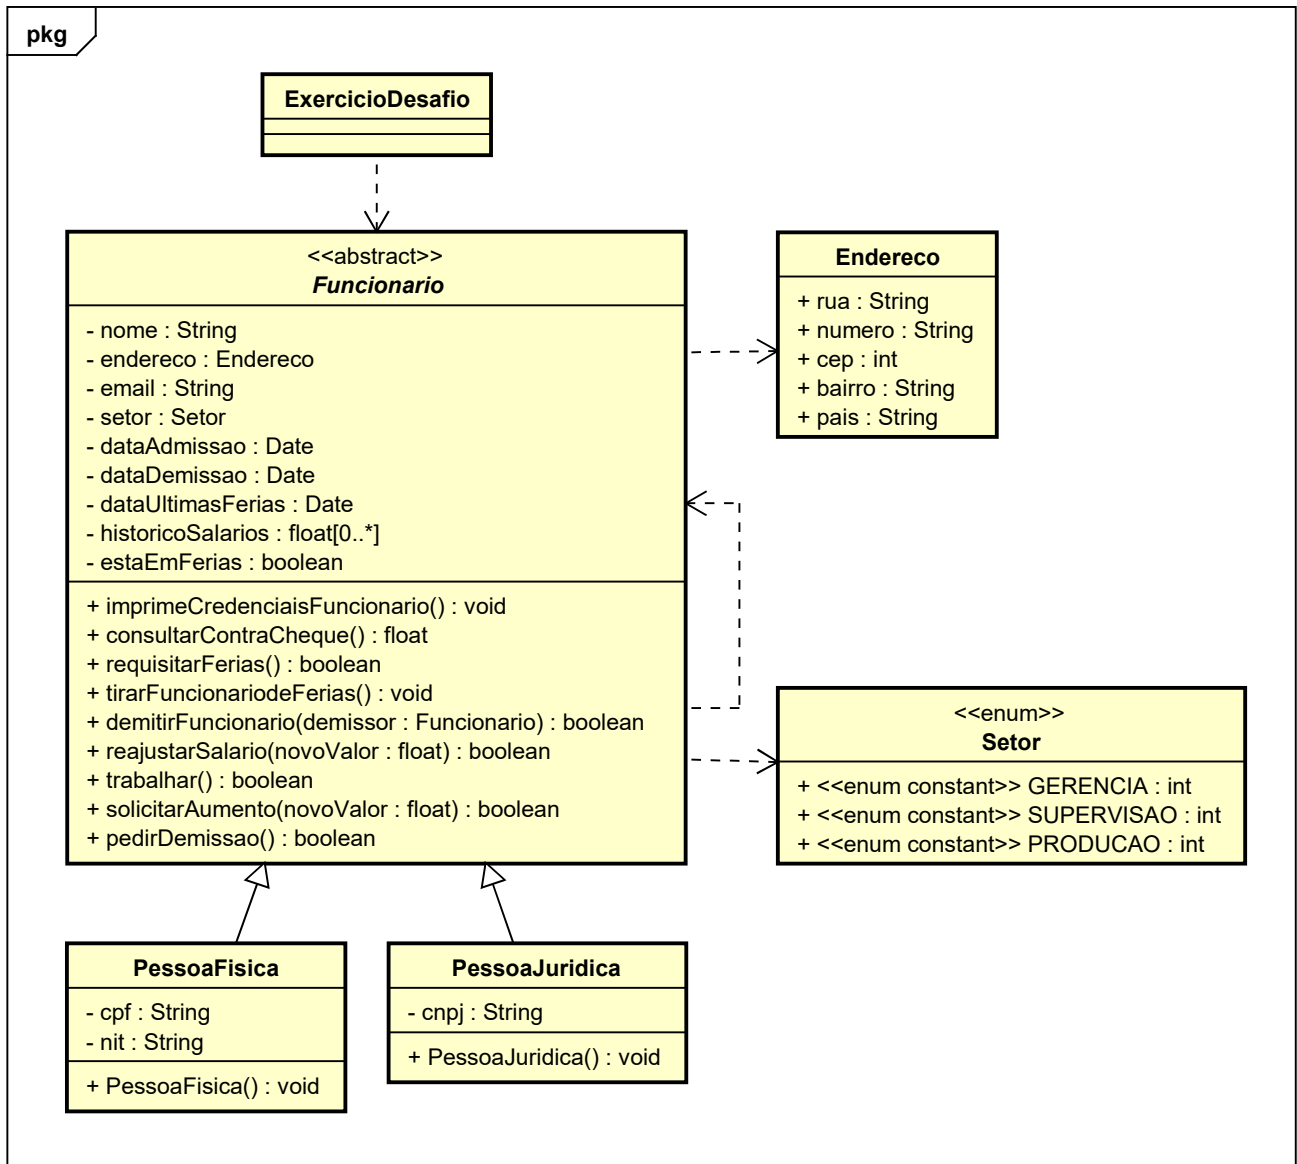 pkg
ExercicioDesafio
<<abstract>>
Funcionario
- nome : String
- endereco : Endereco
- email : String
- setor : Setor
- dataAdmissao : Date
- dataDemissao : Date
- dataUltimasFerias : Date
- historicoSalarios : float[0..*]
- estaEmFerias : boolean
+ imprimeCredenciaisFuncionario() : void
+ consultarContraCheque() : float
+ requisitarFerias() : boolean
+ tirarFuncionariodeFerias() : void
+ demitirFuncionario(demissor : Funcionario) : boolean
+ reajustarSalario(novoValor : float) : boolean
+ trabalhar() : boolean
+ solicitarAumento(novoValor : float) : boolean
+ pedirDemissao() : boolean
Endereco
+ rua : String
+ numero : String
+ cep : int
+ bairro : String
+ pais : String
<<enum>>
Setor
+ <<enum constant>> GERENCIA : int
+ <<enum constant>> SUPERVISAO : int
+ <<enum constant>> PRODUCAO : int
PessoaFisica
- cpf : String
- nit : String
+ PessoaFisica() : void
PessoaJuridica
- cnpj : String
+ PessoaJuridica() : void